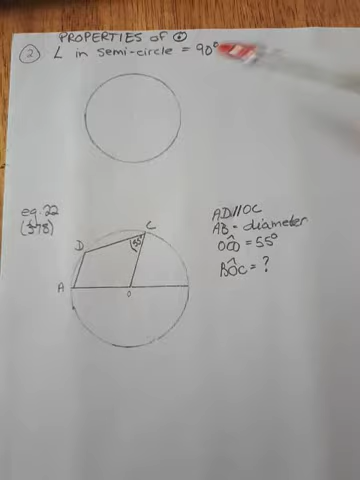 PROPERTIES of ⊙
② ∠ in semi-circle = 90°
eg. 22
(378)
AD//OC
AB = diameter
OĈD = 55°
BÔC = ?
C
55°
D
A
O